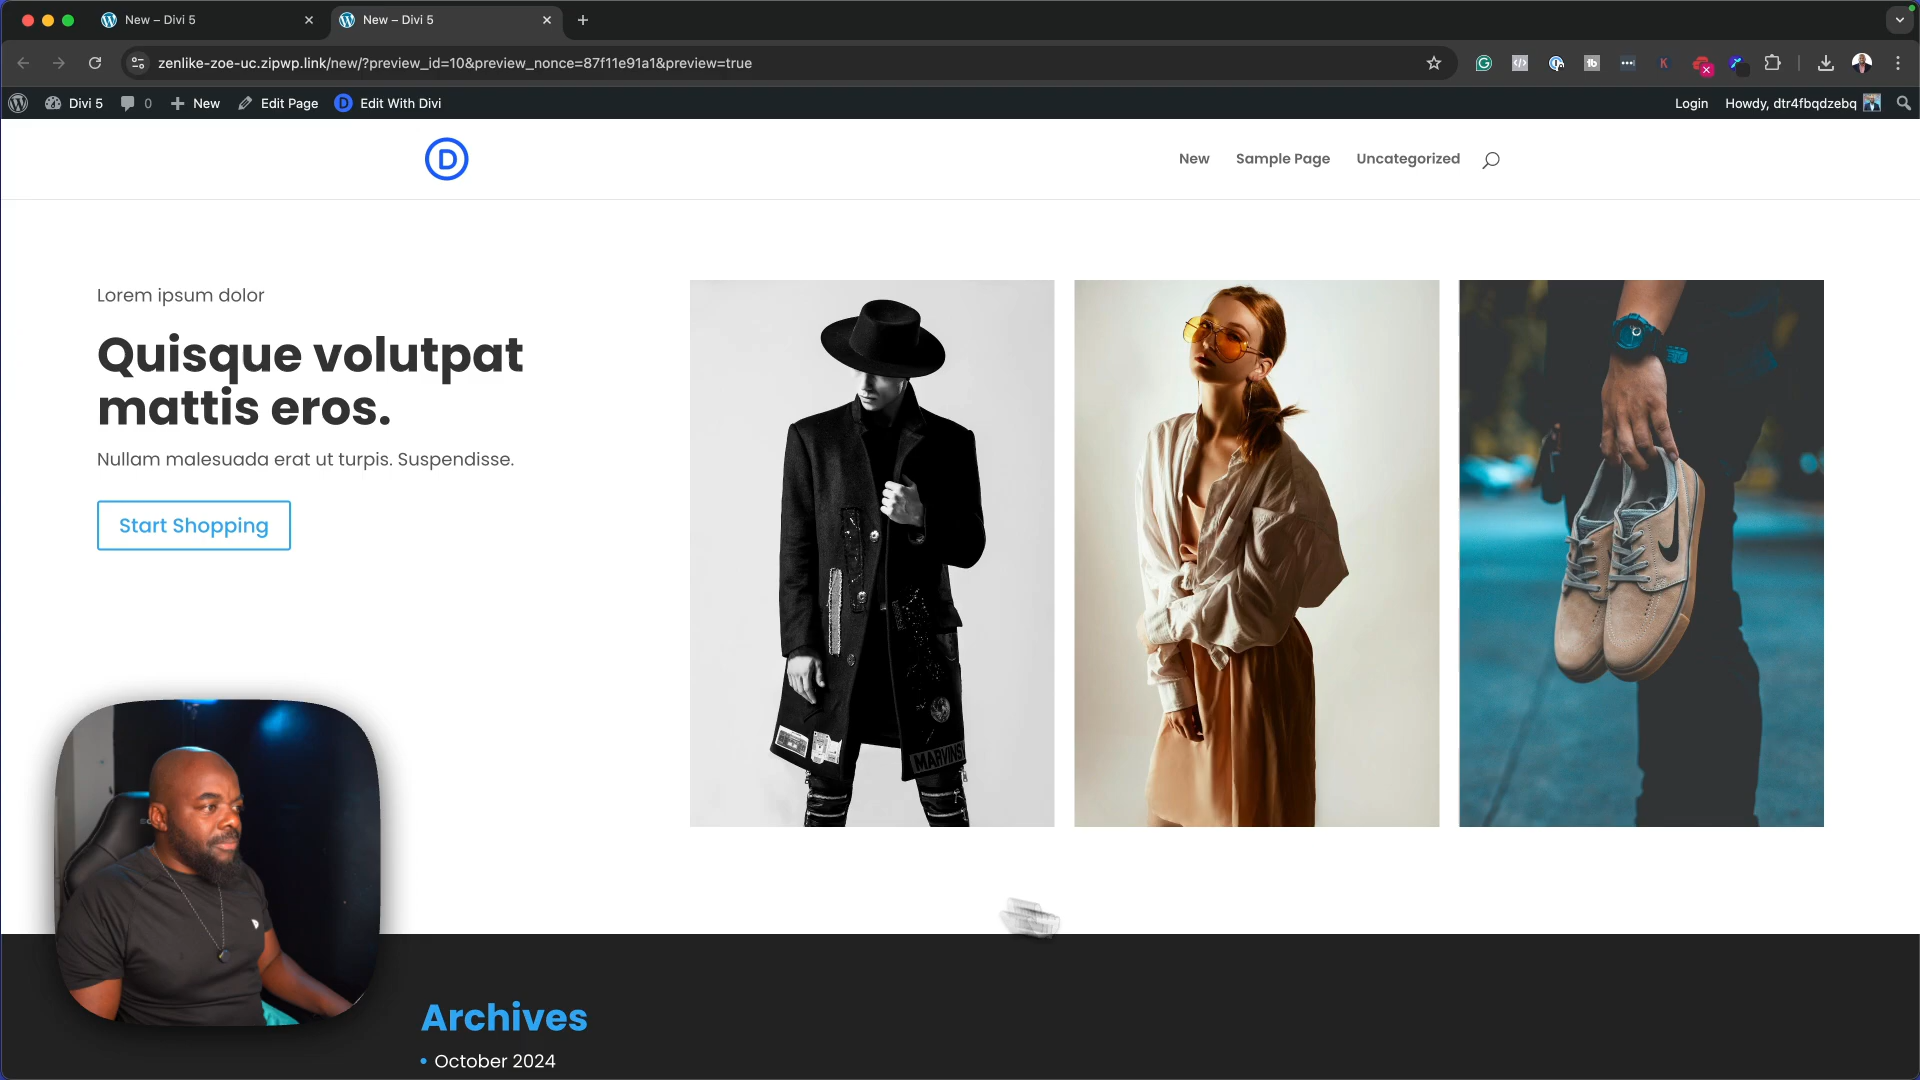 New – Divi 5
New – Divi 5
zenlike-zoe-uc.zipwp.link/new/?preview_id=10&preview_nonce=87f11e91a1&preview=true
Divi 5
0
New
Edit Page
Edit With Divi
Login
Howdy, dtr4fbqdzebq
D
New
Sample Page
Uncategorized
Lorem ipsum dolor
Quisque volutpat
mattis eros.
Nullam malesuada erat ut turpis. Suspendisse.
Start Shopping
MARVINS
Archives
October 2024